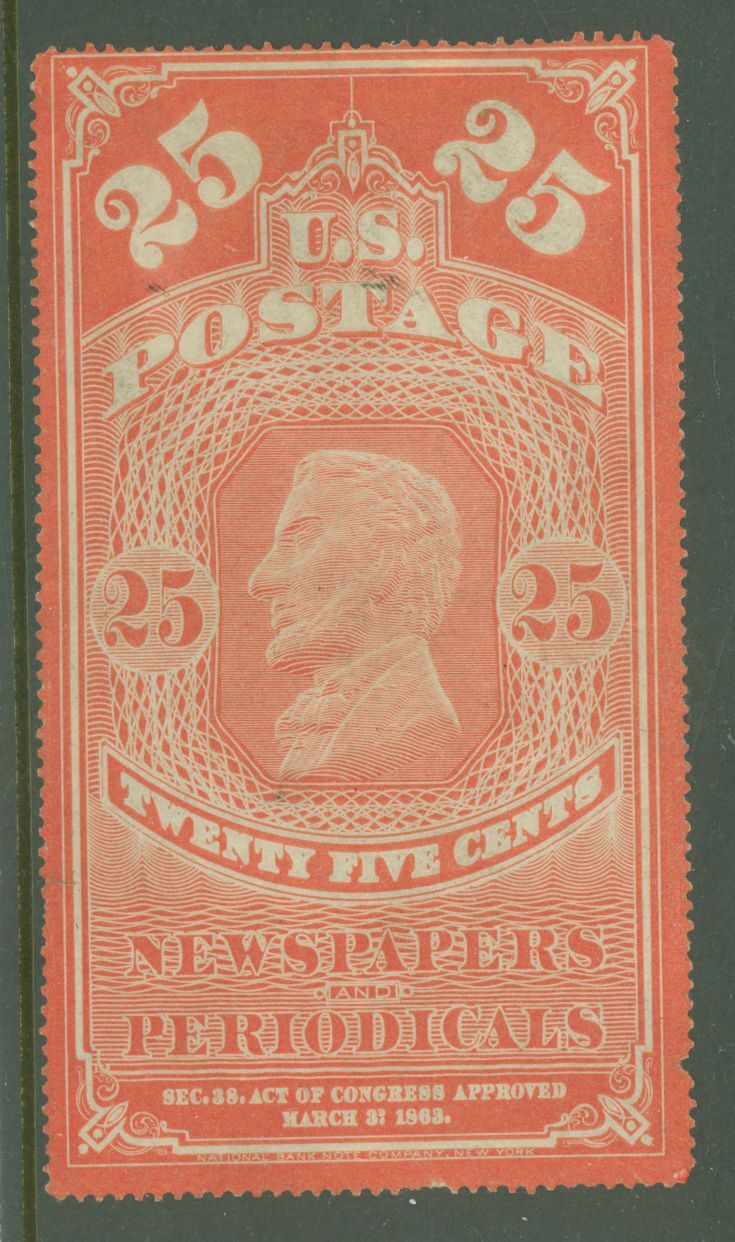 25 25
U.S.
POSTAGE
25 25
TWENTY FIVE CENTS
NEWSPAPERS
AND
PERIODICALS
SEC. 38. ACT OF CONGRESS APPROVED
MARCH 3D 1863.
NATIONAL BANK NOTE COMPANY, NEW YORK